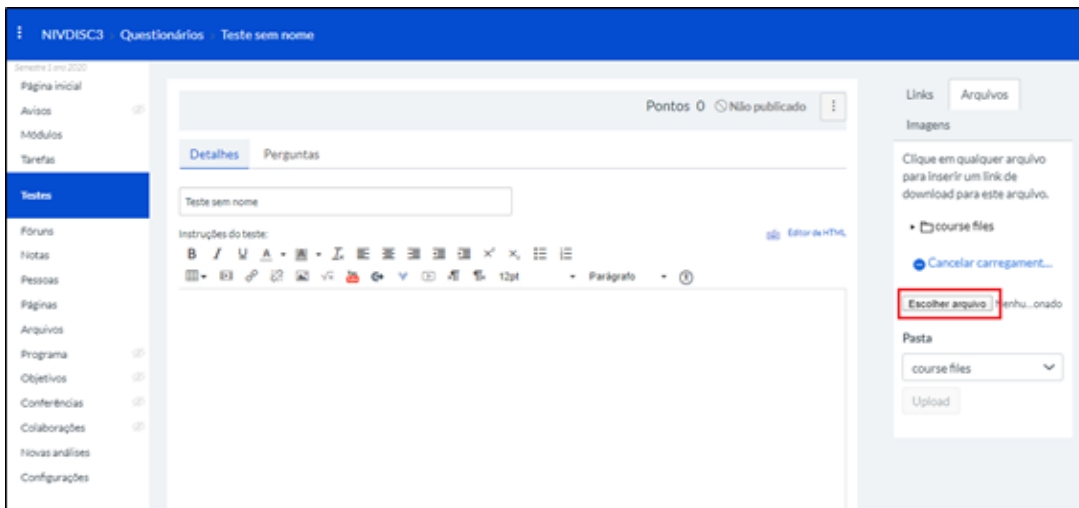 NIVDISC3 › Questionários › Teste sem nome
Semestre 1 ano 2020
Página inicial
Avisos
Módulos
Tarefas
Testes
Fóruns
Notas
Pessoas
Páginas
Arquivos
Programa
Objetivos
Conferências
Colaborações
Novas análises
Configurações
Pontos 0 Não publicado
Detalhes Perguntas
Teste sem nome
Instruções do teste:
Editor de HTML
B I U A
12pt Parágrafo
Links Arquivos
Imagens
Clique em qualquer arquivo
para inserir um link de
download para este arquivo.
course files
Cancelar carregament...
Escolher arquivo Nenhu...onado
Pasta
course files
Upload